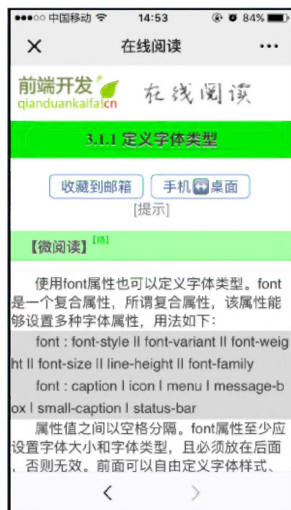 中国移动 14:53 84%
在线阅读
前端开发
qianduankaifa.cn
在线阅读
3.1.1 定义字体类型
收藏到邮箱 手机↔桌面
[提示]
【微阅读】[精]
使用font属性也可以定义字体类型。font
是一个复合属性，所谓复合属性，该属性能
够设置多种字体属性，用法如下：
font : font-style II font-variant II font-weig
ht II font-size II line-height II font-family
font : caption I icon I menu I message-b
ox I small-caption I status-bar
属性值之间以空格分隔。font属性至少应
设置字体大小和字体类型，且必须放在后面
，否则无效。前面可以自由定义字体样式、